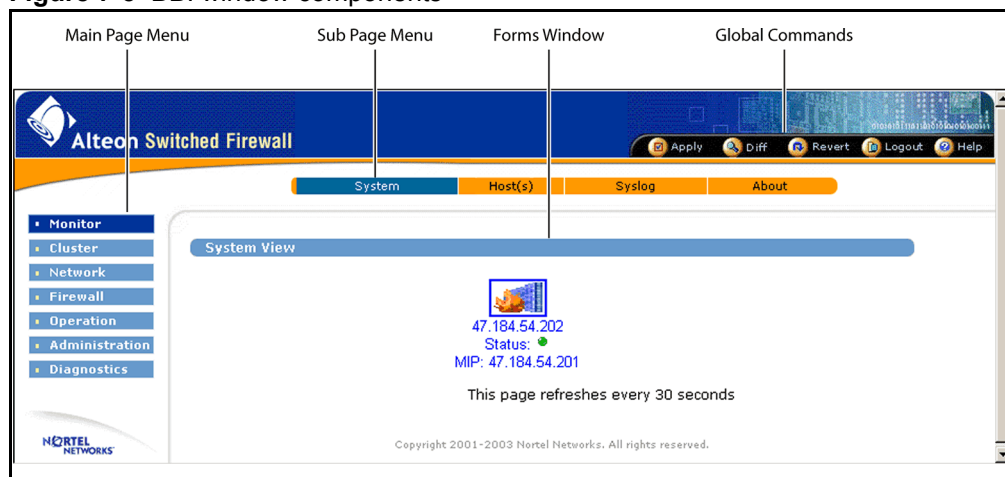 Main Page Menu Sub Page Menu Forms Window Global Commands
Alteon Switched Firewall
Apply Diff Revert Logout Help
System Host(s) Syslog About
Monitor
Cluster
Network
Firewall
Operation
Administration
Diagnostics
System View
47.184.54.202
Status:
MIP: 47.184.54.201
This page refreshes every 30 seconds
NORTEL
NETWORKS
Copyright 2001-2003 Nortel Networks. All rights reserved.